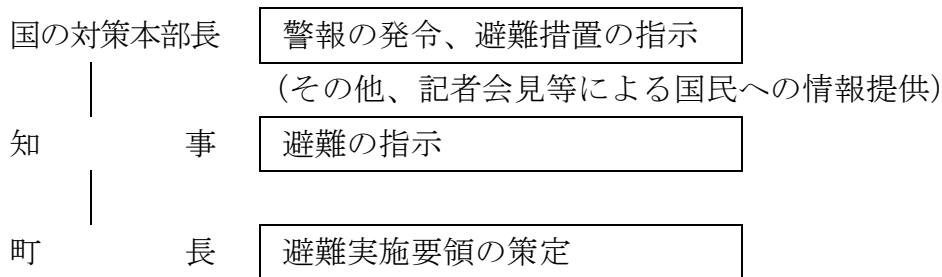 国の対策本部長 警報の発令、避難措置の指示
（その他、記者会見等による国民への情報提供）
知 事 避難の指示
町 長 避難実施要領の策定